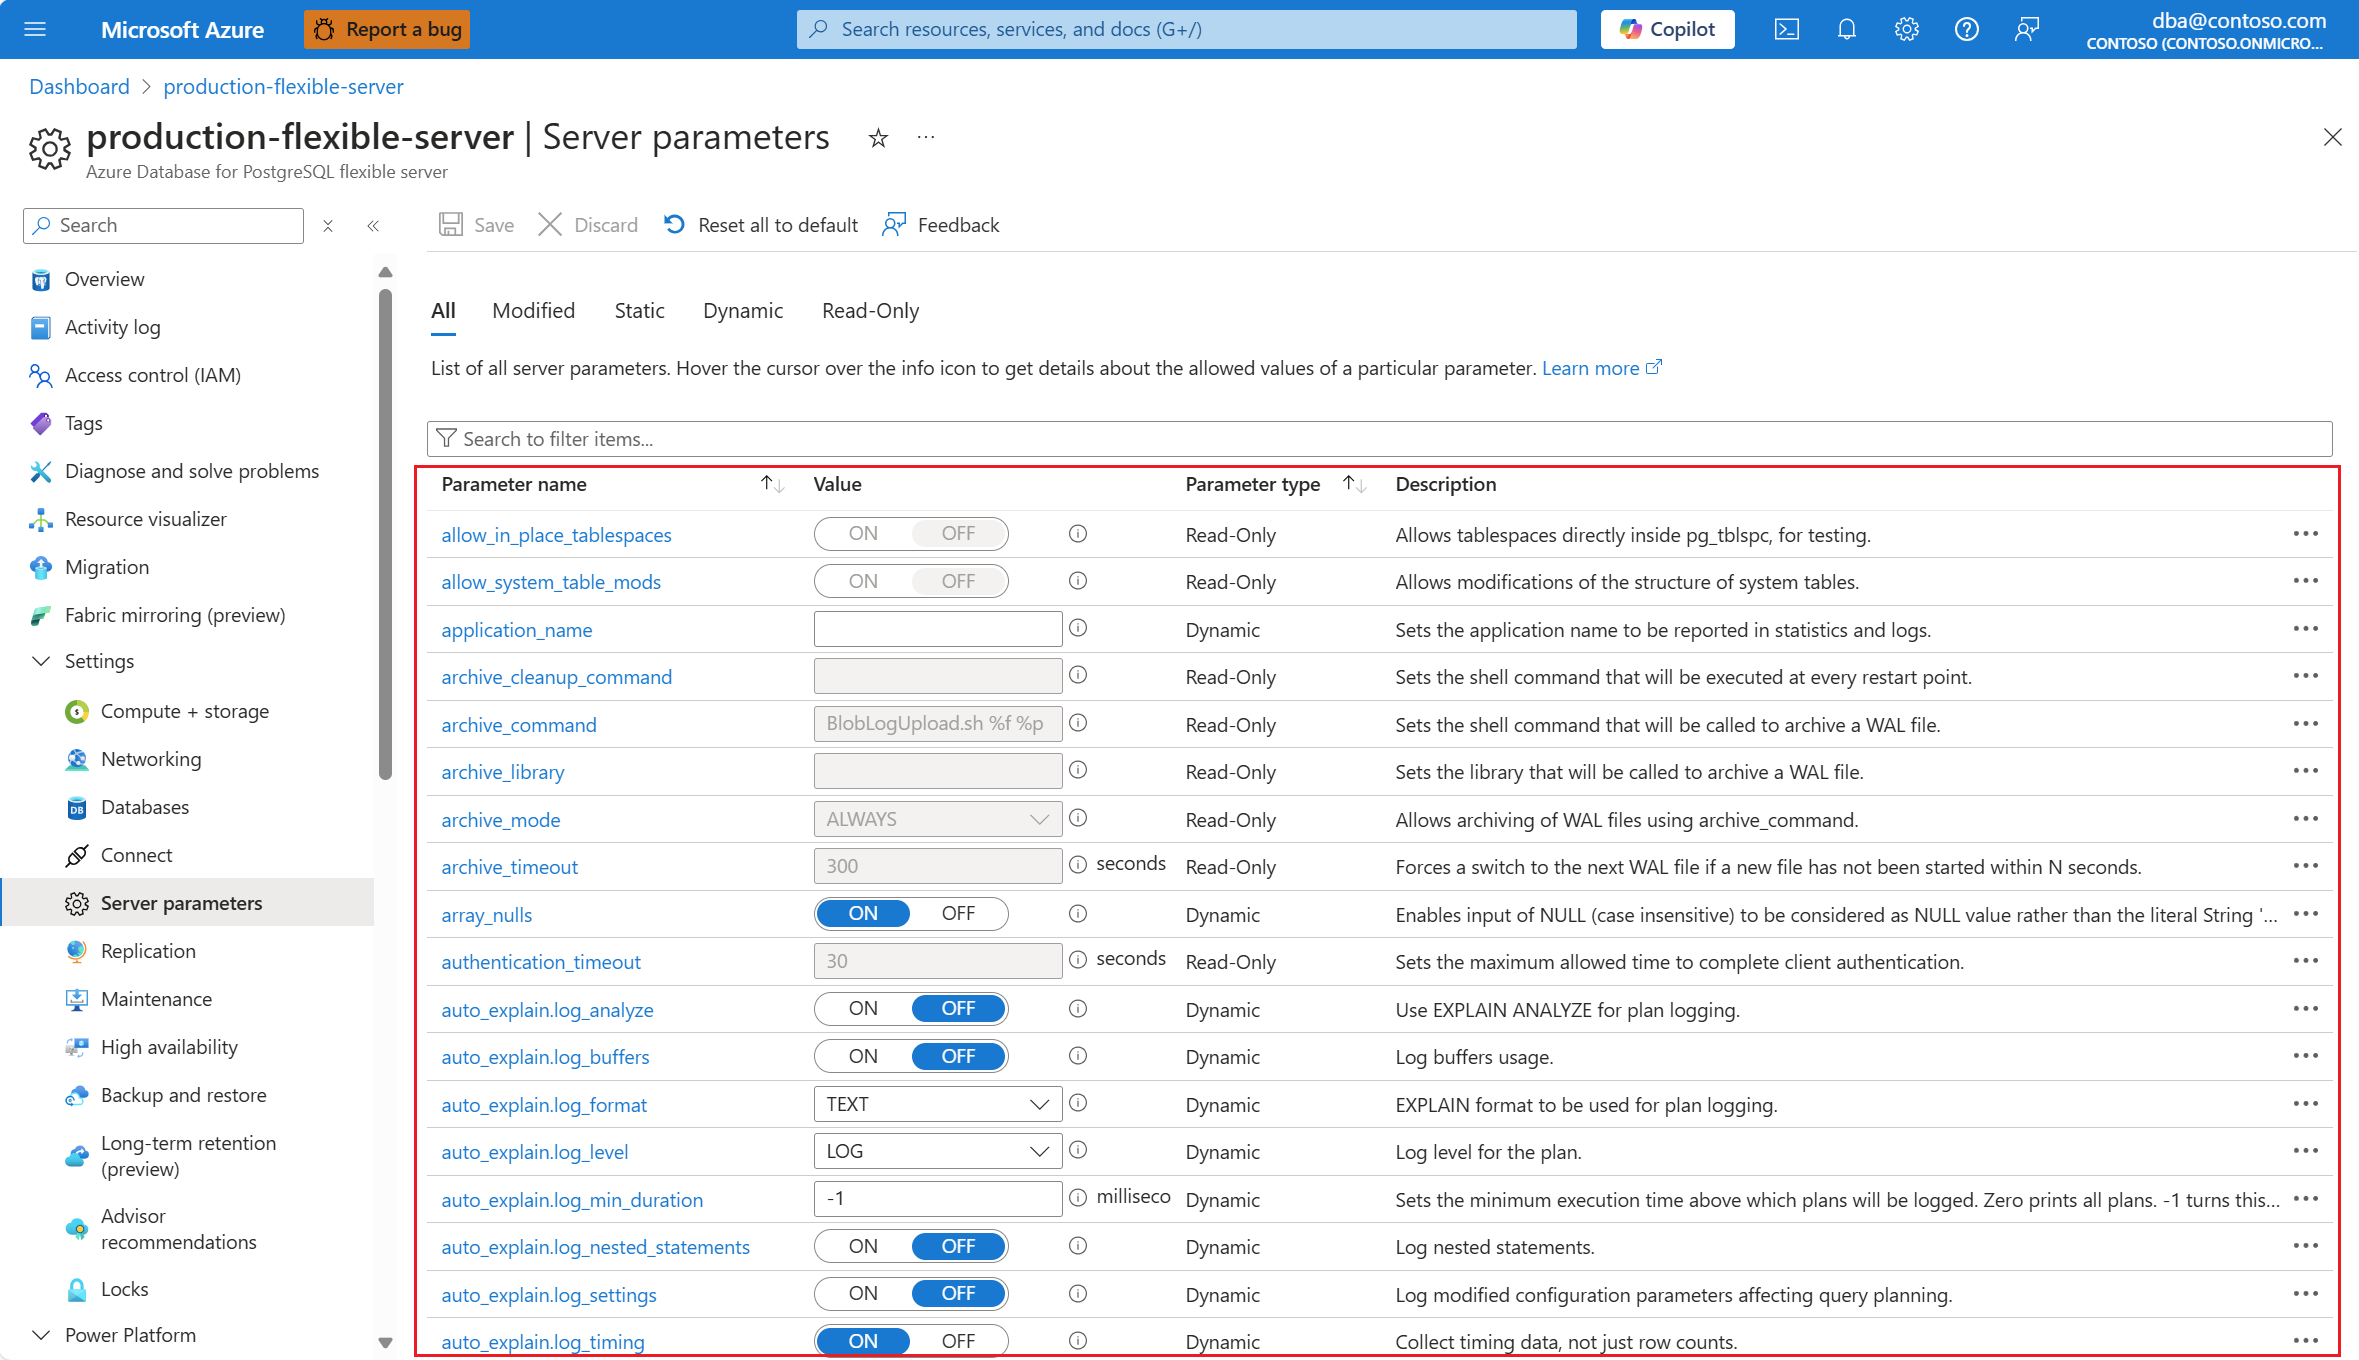 Microsoft Azure
Report a bug
Search resources, services, and docs (G+/)
Copilot
dba@contoso.com
CONTOSO (CONTOSO.ONMICRO...
Dashboard > production-flexible-server
production-flexible-server | Server parameters
Azure Database for PostgreSQL flexible server
Search
Overview
Activity log
Access control (IAM)
Tags
Diagnose and solve problems
Resource visualizer
Migration
Fabric mirroring (preview)
Settings
Compute + storage
Networking
Databases
Connect
Server parameters
Replication
Maintenance
High availability
Backup and restore
Long-term retention
(preview)
Advisor
recommendations
Locks
Power Platform
Save Discard Reset all to default Feedback
All Modified Static Dynamic Read-Only
List of all server parameters. Hover the cursor over the info icon to get details about the allowed values of a particular parameter. Learn more
Search to filter items...
Parameter name Value Parameter type Description
allow_in_place_tablespaces ON OFF Read-Only Allows tablespaces directly inside pg_tblspc, for testing.
allow_system_table_mods ON OFF Read-Only Allows modifications of the structure of system tables.
application_name Dynamic Sets the application name to be reported in statistics and logs.
archive_cleanup_command Read-Only Sets the shell command that will be executed at every restart point.
archive_command BlobLogUpload.sh %f %p Read-Only Sets the shell command that will be called to archive a WAL file.
archive_library Read-Only Sets the library that will be called to archive a WAL file.
archive_mode ALWAYS Read-Only Allows archiving of WAL files using archive_command.
archive_timeout 300 seconds Read-Only Forces a switch to the next WAL file if a new file has not been started within N seconds.
array_nulls ON OFF Dynamic Enables input of NULL (case insensitive) to be considered as NULL value rather than the literal String '...
authentication_timeout 30 seconds Read-Only Sets the maximum allowed time to complete client authentication.
auto_explain.log_analyze ON OFF Dynamic Use EXPLAIN ANALYZE for plan logging.
auto_explain.log_buffers ON OFF Dynamic Log buffers usage.
auto_explain.log_format TEXT Dynamic EXPLAIN format to be used for plan logging.
auto_explain.log_level LOG Dynamic Log level for the plan.
auto_explain.log_min_duration -1 milliseco Dynamic Sets the minimum execution time above which plans will be logged. Zero prints all plans. -1 turns this...
auto_explain.log_nested_statements ON OFF Dynamic Log nested statements.
auto_explain.log_settings ON OFF Dynamic Log modified configuration parameters affecting query planning.
auto_explain.log_timing ON OFF Dynamic Collect timing data, not just row counts.